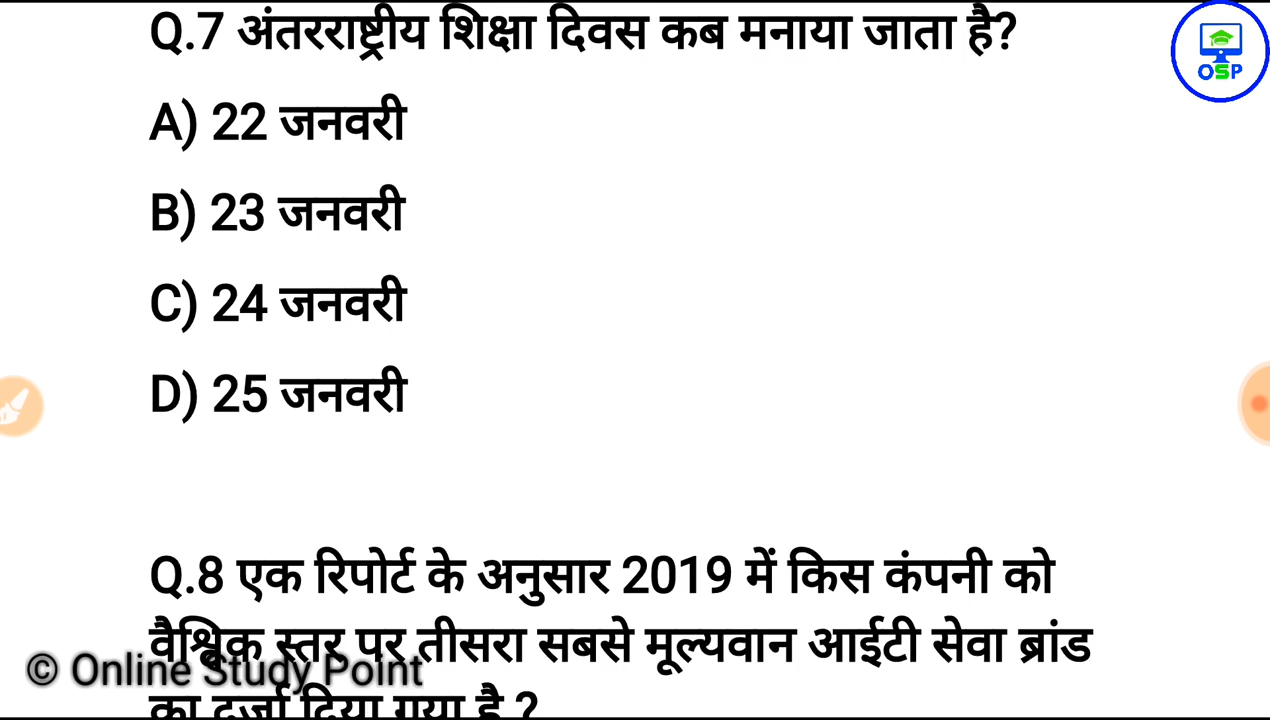 Q.7 अंतरराष्ट्रीय शिक्षा दिवस कब मनाया जाता है?
OSP
A) 22 जनवरी
B) 23 जनवरी
C) 24 जनवरी
D) 25 जनवरी
Q.8 एक रिपोर्ट के अनुसार 2019 में किस कंपनी को
वैश्विक स्तर पर तीसरा सबसे मूल्यवान आईटी सेवा ब्रांड
© Online Study Point
का दर्जा दिया गया है ?